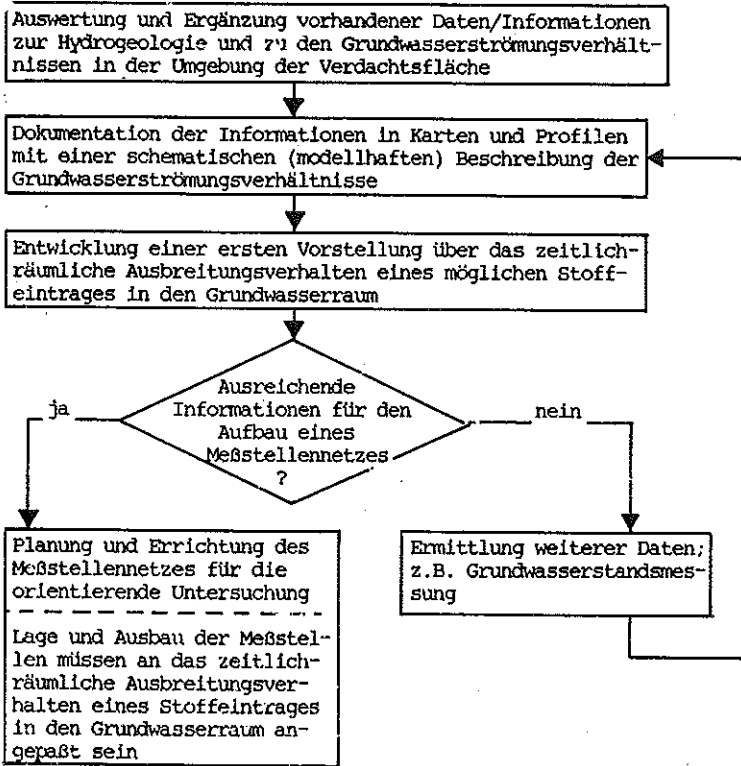 Auswertung und Ergänzung vorhandener Daten/Informationen
zur Hydrogeologie und zu den Grundwasserströmungsverhält-
nissen in der Umgebung der Verdachtsfläche
Dokumentation der Informationen in Karten und Profilen
mit einer schematischen (modellhaften) Beschreibung der
Grundwasserströmungsverhältnisse
Entwicklung einer ersten Vorstellung über das zeitlich-
räumliche Ausbreitungsverhalten eines möglichen Stoff-
eintrages in den Grundwasserraum
Ausreichende
Informationen für den
Aufbau eines
Meßstellennetzes
?
ja
nein
Planung und Errichtung des
Meßstellennetzes für die
orientierende Untersuchung
Lage und Ausbau der Meßstel-
len müssen an das zeitlich-
räumliche Ausbreitungsver-
halten eines Stoffeintrages
in den Grundwasserraum an-
gepaßt sein
Ermittlung weiterer Daten;
z.B. Grundwasserstandsmes-
sung